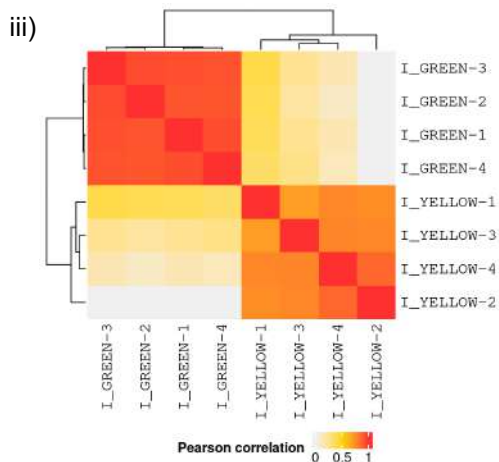 iii)
I_GREEN-3
I_GREEN-2
I_GREEN-1
I_GREEN-4
I_YELLOW-1
I_YELLOW-3
I_YELLOW-4
I_YELLOW-2
I_GREEN-3
I_GREEN-2
I_GREEN-1
I_GREEN-4
I_YELLOW-1
I_YELLOW-3
I_YELLOW-4
I_YELLOW-2
Pearson correlation
0 0.5 1